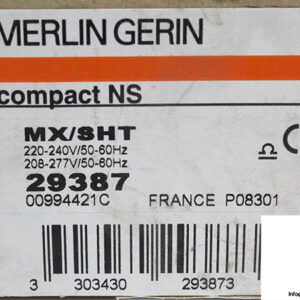 MERLIN GERIN
compact NS
MX/SHT
220-240V/50-60Hz
208-277V/50-60Hz
29387
00994421C FRANCE P08301
3 303430 293873